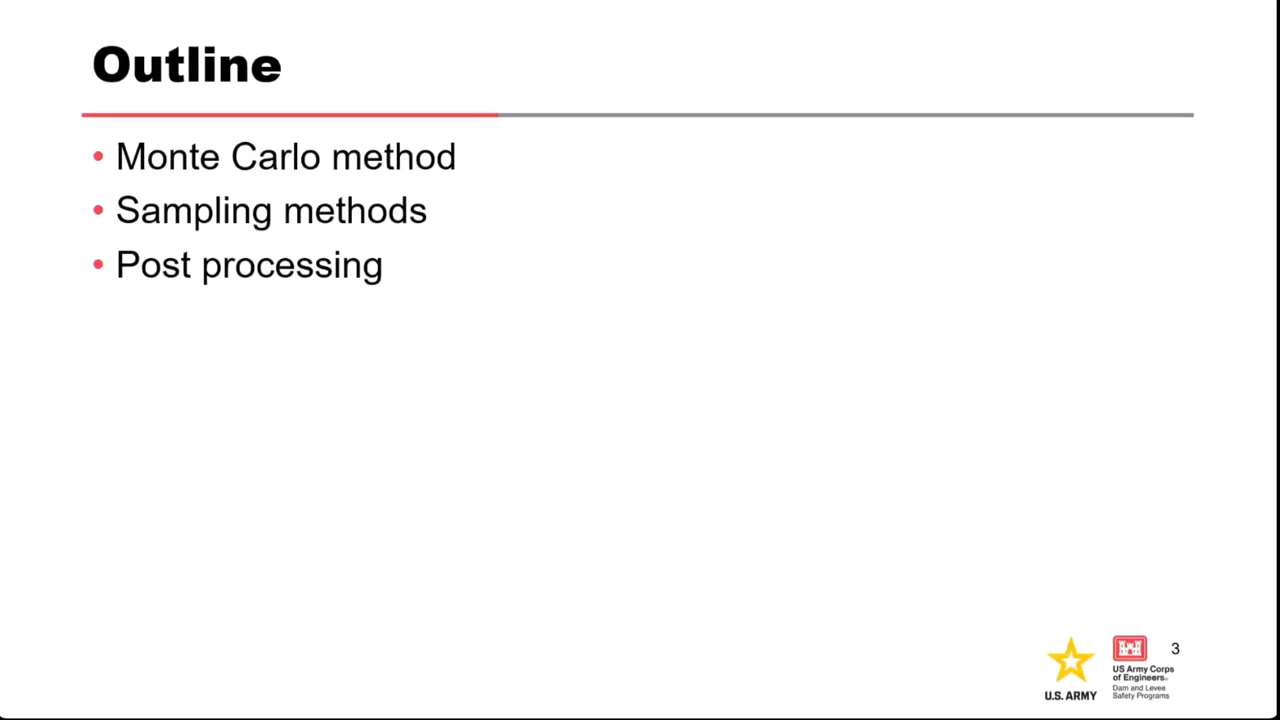 Outline
• Monte Carlo method
• Sampling methods
• Post processing
3
U.S. ARMY
US Army Corps
of Engineers®
Dam and Levee
Safety Programs